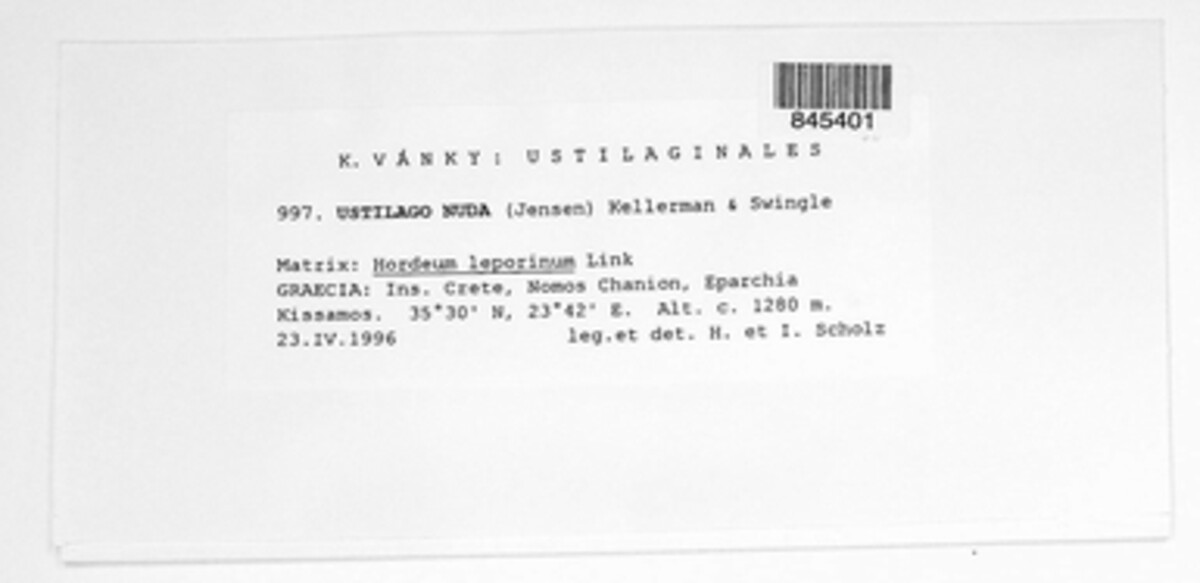 845401
K. VÁNKY: USTILAGINALES
997. USTILAGO NUDA (Jensen) Kellerman & Swingle
Matrix: Hordeum leporinum Link
GRAECIA: Ins. Crete, Nomos Chanion, Eparchia
Kissamos. 35°30' N, 23°42' E. Alt. c. 1280 m.
23.IV.1996 leg.et det. H. et I. Scholz